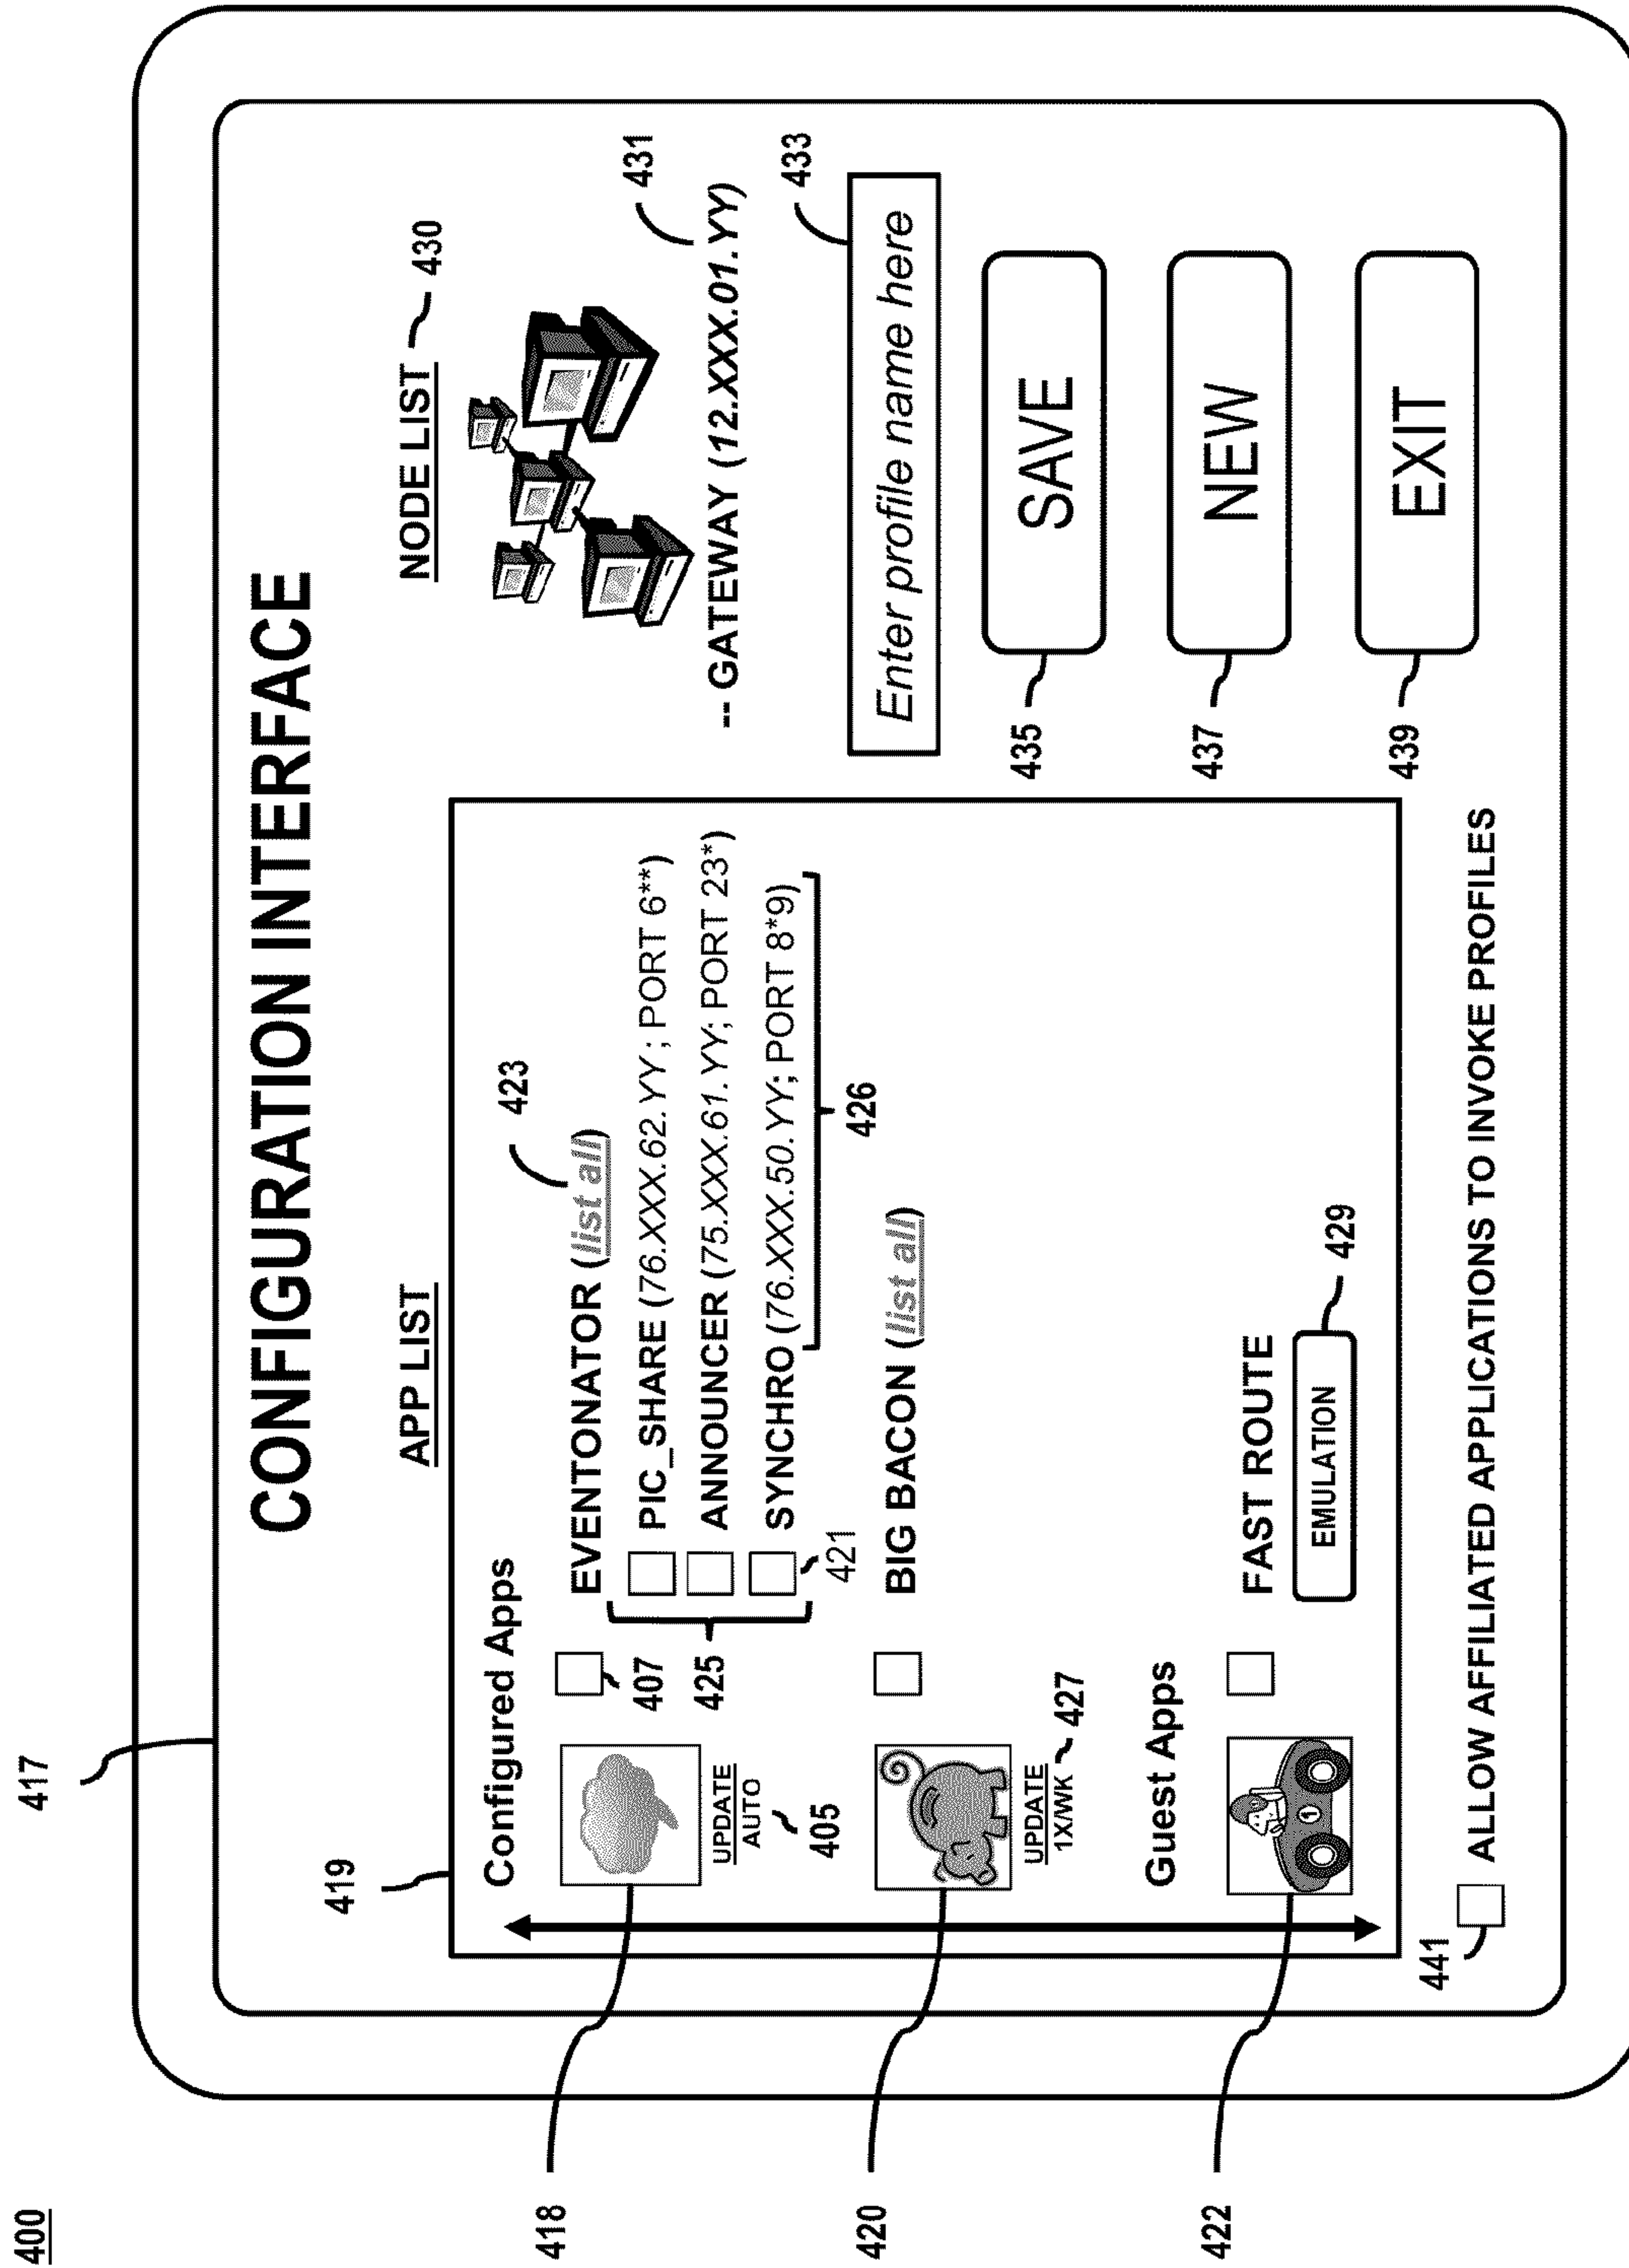 400
417
CONFIGURATION INTERFACE
419
APP LIST
Configured Apps
418
UPDATE
AUTO
405
407
EVENTONATOR (list all)
423
425
PIC_SHARE (76.XXX.62.YY; PORT 6**)
ANNOUNCER (75.XXX.61.YY; PORT 23*)
SYNCHRO (76.XXX.50.YY; PORT 8*9)
421
426
420
UPDATE
1X/WK
427
BIG BACON (list all)
Guest Apps
422
1
FAST ROUTE
EMULATION
429
441
ALLOW AFFILIATED APPLICATIONS TO INVOKE PROFILES
NODE LIST
430
431
-- GATEWAY (12.XXX.01.YY)
433
Enter profile name here
SAVE
435
NEW
437
EXIT
439